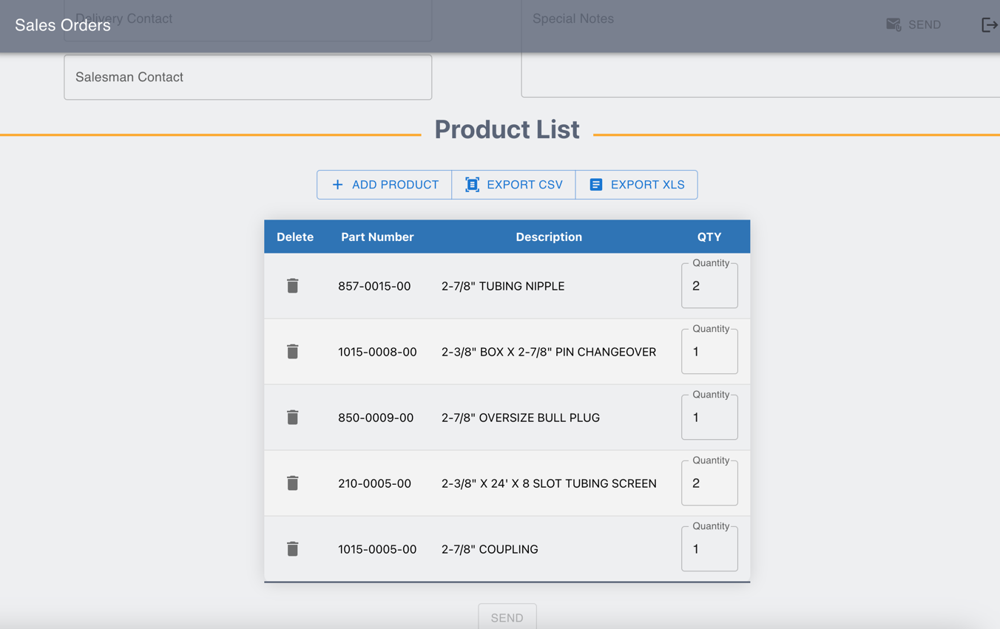 Delivery Contact
Special Notes
Sales Orders
SEND
Salesman Contact
Product List
ADD PRODUCT
EXPORT CSV
EXPORT XLS
Delete Part Number Description QTY
Quantity
857-0015-00 2-7/8" TUBING NIPPLE 2
Quantity
1015-0008-00 2-3/8" BOX X 2-7/8" PIN CHANGEOVER 1
Quantity
850-0009-00 2-7/8" OVERSIZE BULL PLUG 1
Quantity
210-0005-00 2-3/8" X 24' X 8 SLOT TUBING SCREEN 2
Quantity
1015-0005-00 2-7/8" COUPLING 1
SEND